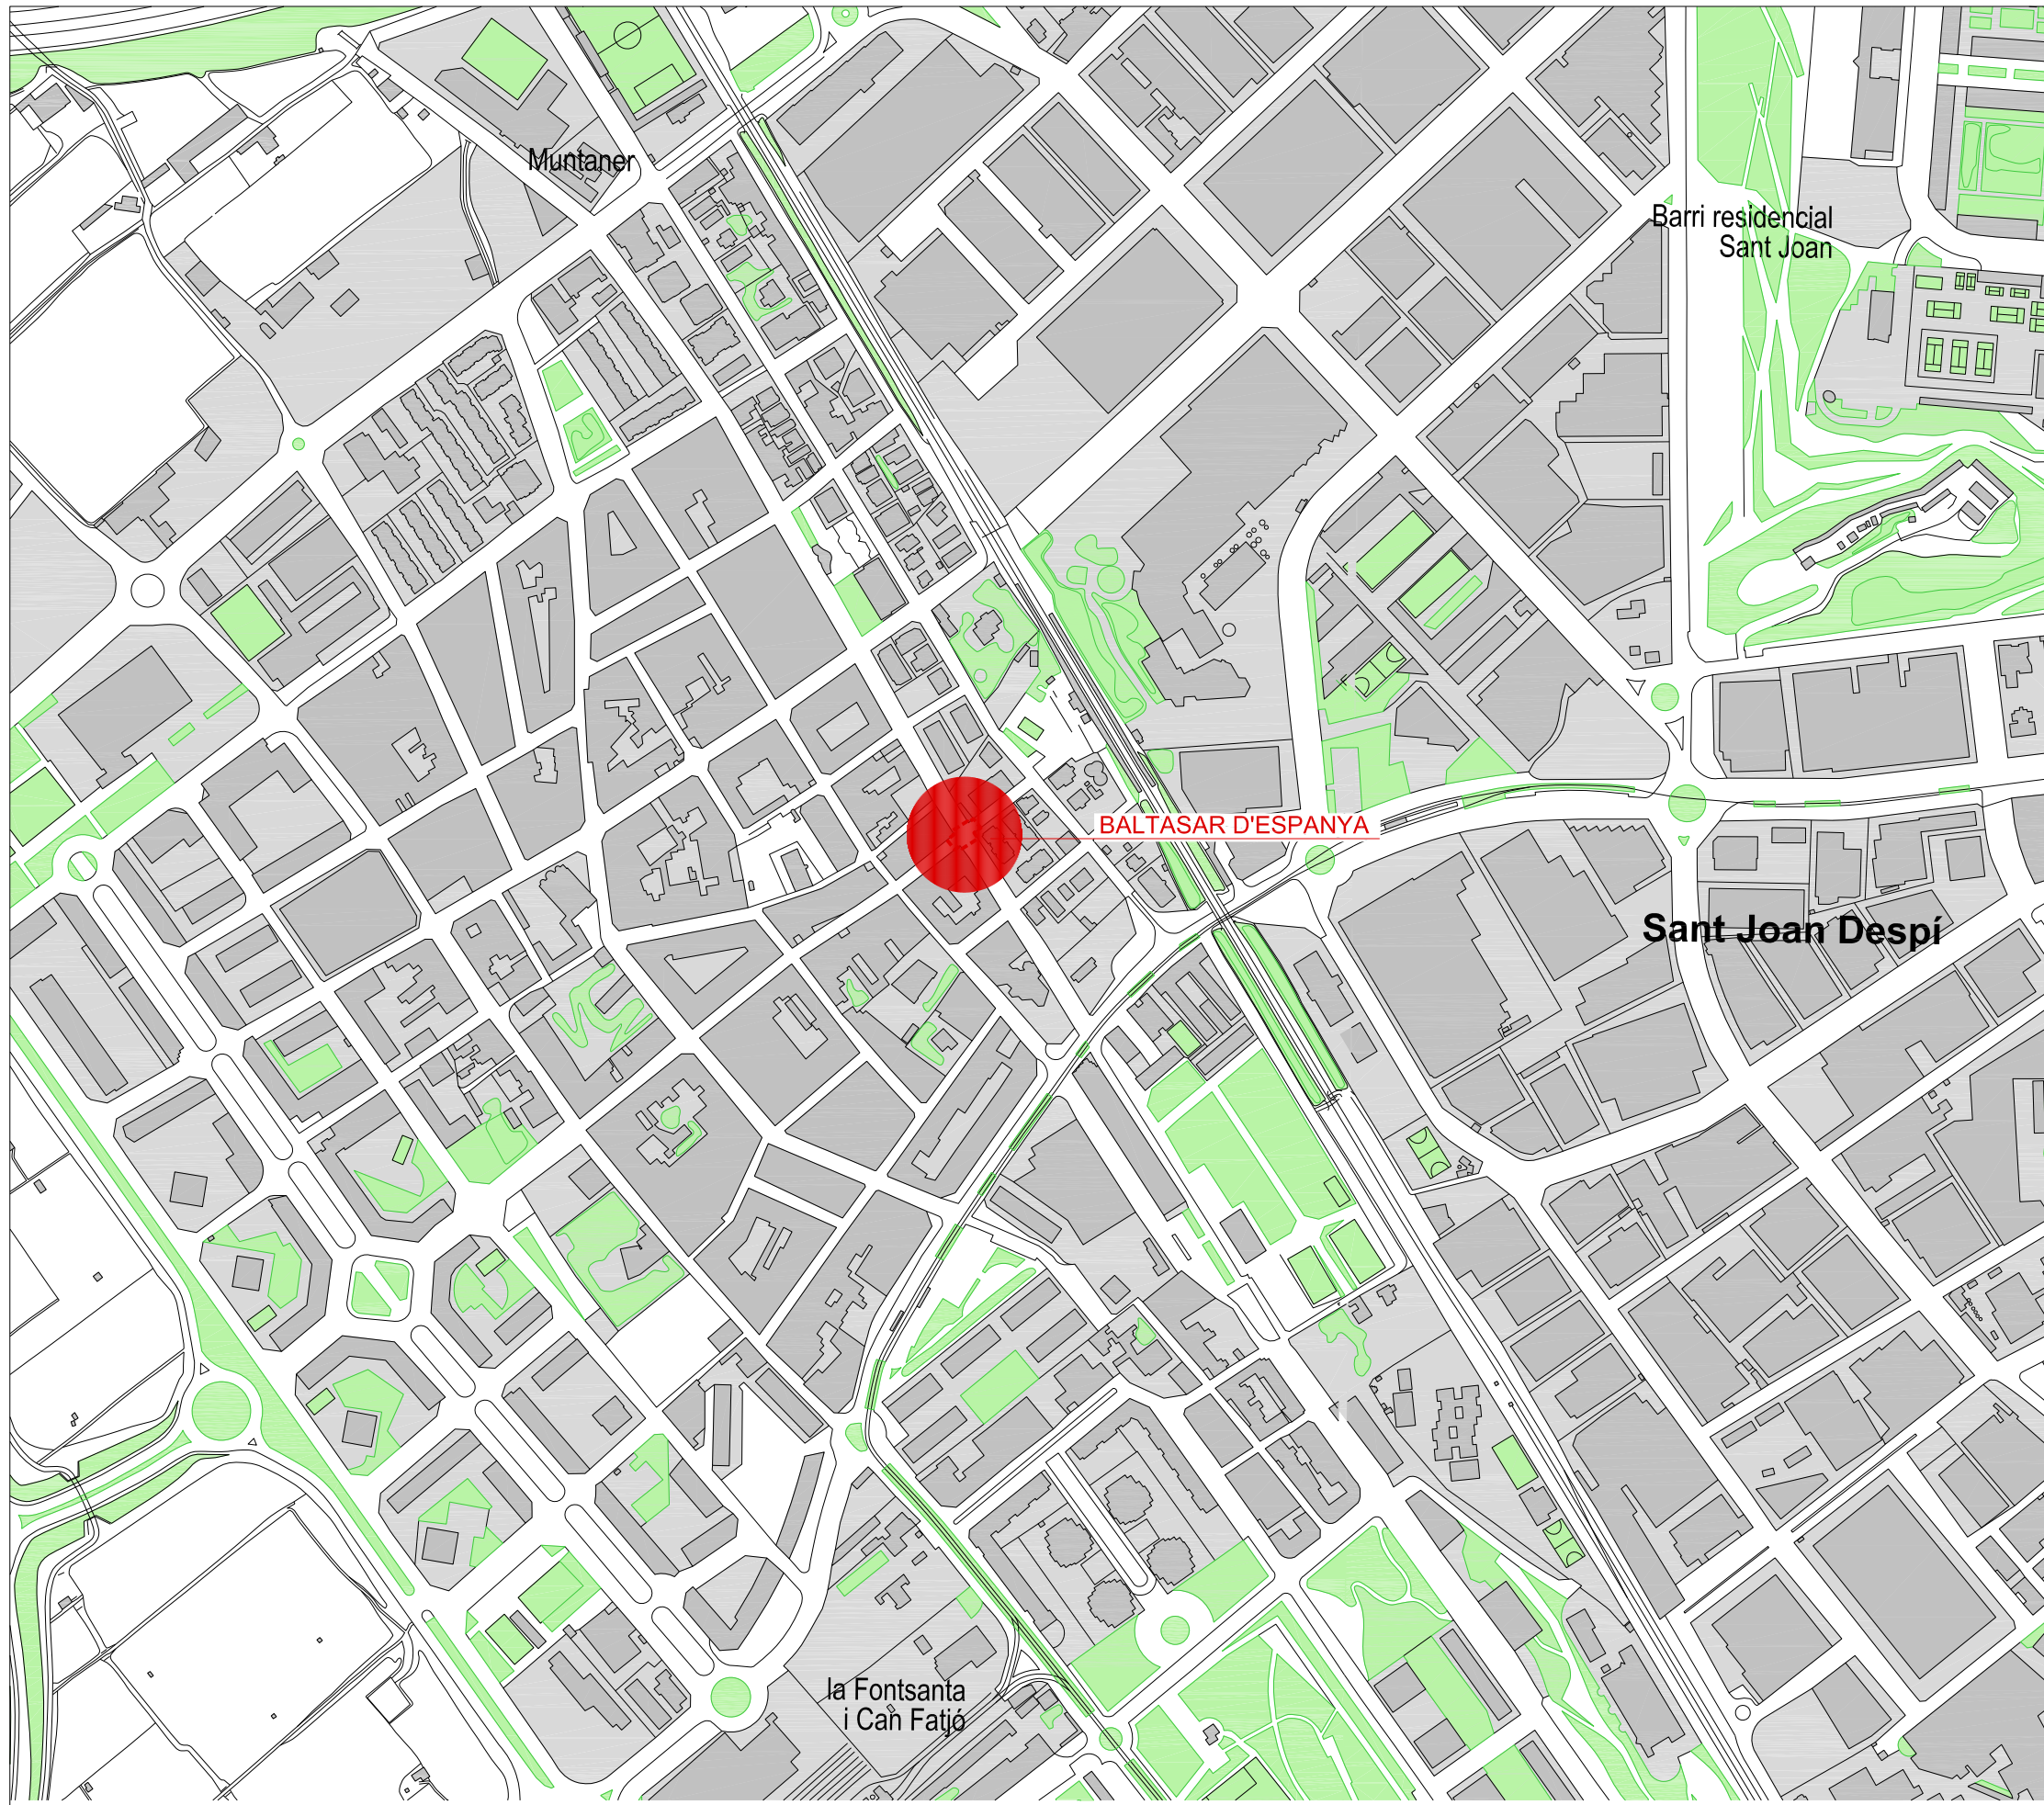 Muntaner
Barri residencial
Sant Joan
BALTASAR D'ESPANYA
Sant Joan Despí
la Fontsanta
i Can Fatjó